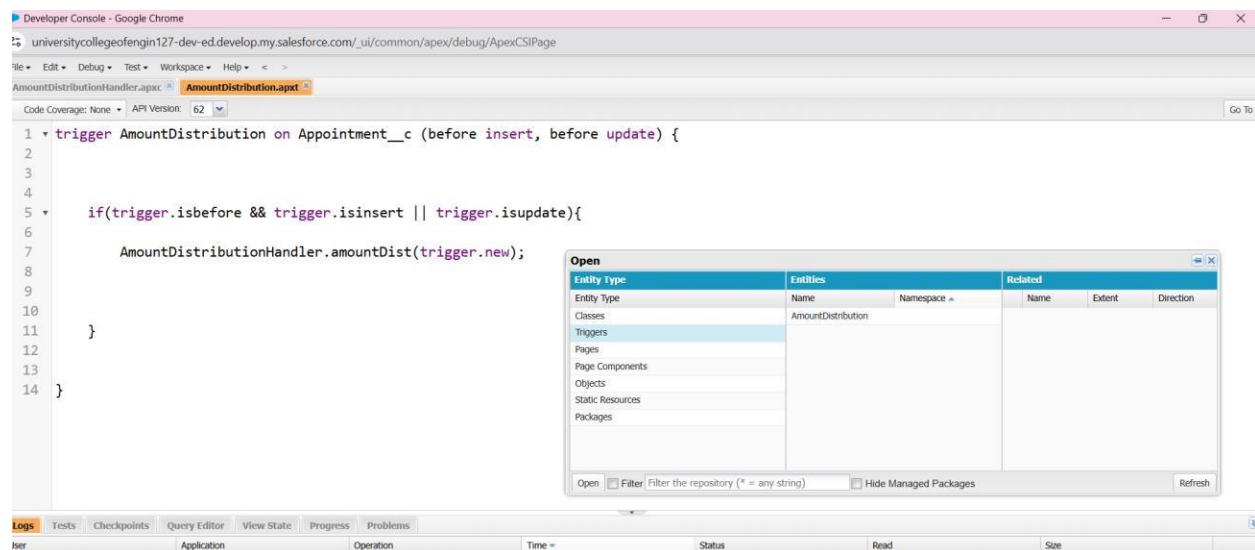 Developer Console - Google Chrome
universitycollegeofengin127-dev-ed.develop.my.salesforce.com/_ui/common/apex/debug/ApexCSIPage
File Edit Debug Test Workspace Help < >
AmountDistributionHandler.apxc AmountDistribution.apxt
Code Coverage: None API Version: 62 Go To
1 trigger AmountDistribution on Appointment__c (before insert, before update) {
2
3
4
5 if(trigger.isbefore && trigger.isinsert || trigger.isupdate){
6
7 AmountDistributionHandler.amountDist(trigger.new);
8
9
10
11 }
12
13
14 }
Open
Entity Type Entities Related
Entity Type Name Namespace Name Extent Direction
Classes AmountDistribution
Triggers
Pages
Page Components
Objects
Static Resources
Packages
Open Filter Filter the repository (* = any string) Hide Managed Packages Refresh
Logs Tests Checkpoints Query Editor View State Progress Problems
User Application Operation Time Status Read Size